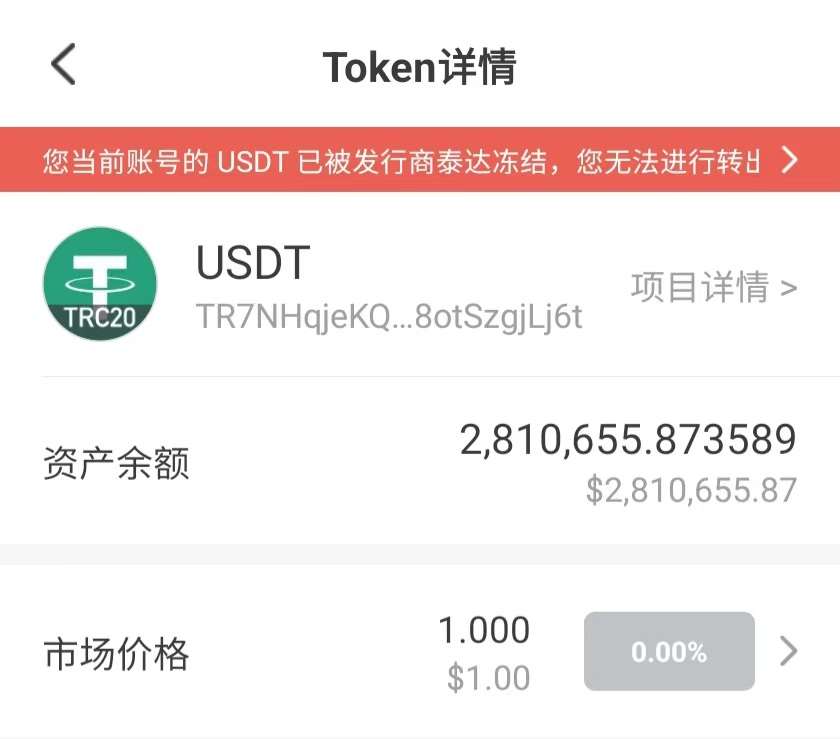 Token详情
您当前账号的 USDT 已被发行商泰达冻结，您无法进行转
USDT
TRC20
TR7NHqjeKQ...8otSzgjLj6t
项目详情 >
资产余额
2,810,655.873589
$2,810,655.87
市场价格
1.000
$1.00
0.00%